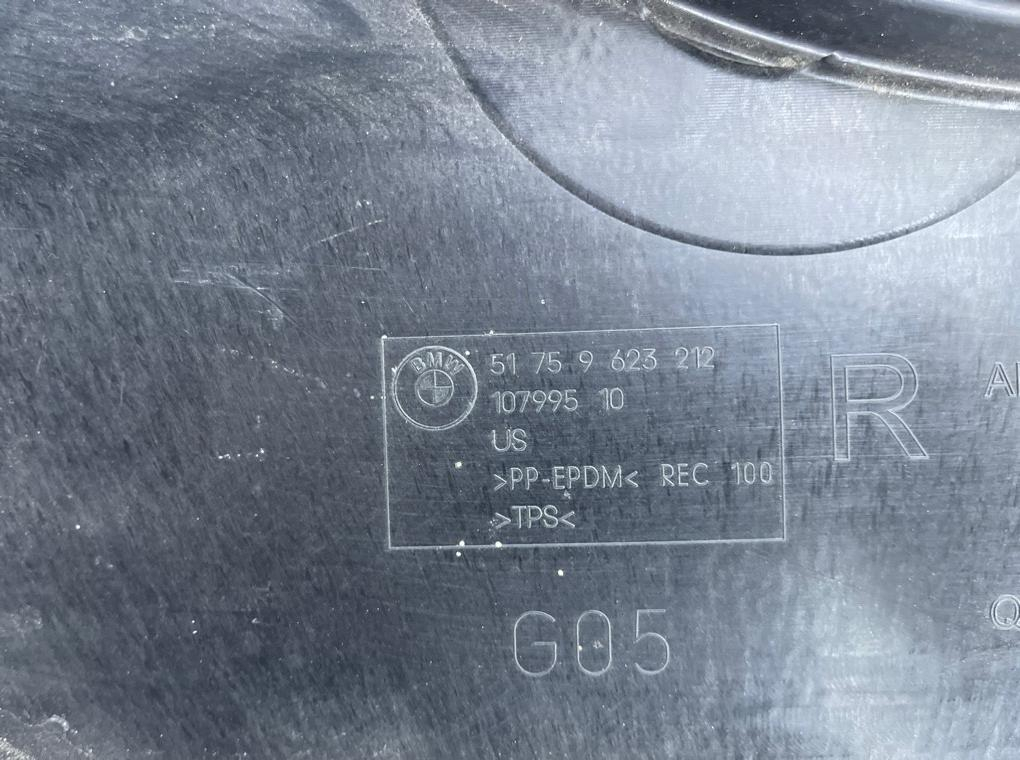 BMW
51 75 9 623 212
107995 10
US
>PP-EPDM< REC 100
>TPS<
R
G05